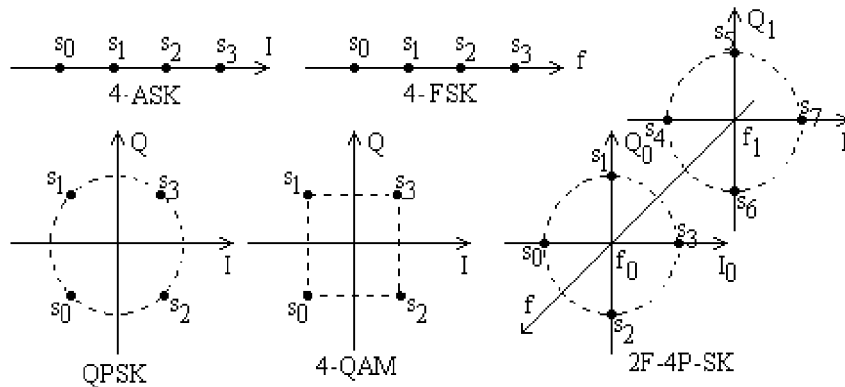 s0 s1 s2 s3 I
4-ASK
s0 s1 s2 s3 f
4-FSK
Q
s1 s3
I
s0 s2
QPSK
Q
s1 s3
I
s0 s2
4-QAM
s5 Q1
s4 s7
f1 I
s6
Q0
s1
s0 s3
f0 I0
f
s2
2F-4P-SK